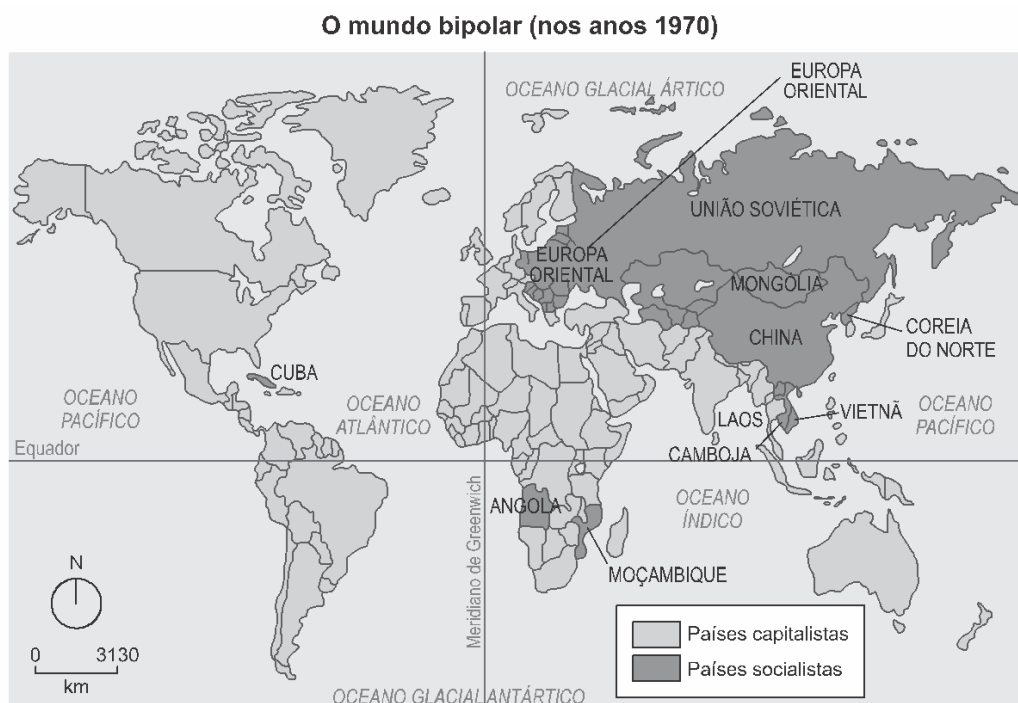 O mundo bipolar (nos anos 1970)
OCEANO GLACIAL ÁRTICO
EUROPA
ORIENTAL
UNIÃO SOVIÉTICA
EUROPA
ORIENTAL
MONGÓLIA
CHINA
COREIA
DO NORTE
CUBA
OCEANO
PACÍFICO
OCEANO
ATLÂNTICO
LAOS
VIETNÃ
OCEANO
PACÍFICO
CAMBOJA
Equador
ANGOLA
OCEANO
ÍNDICO
MOÇAMBIQUE
Meridiano de Greenwich
N
0 3130
km
Países capitalistas
Países socialistas
OCEANO GLACIAL ANTÁRTICO